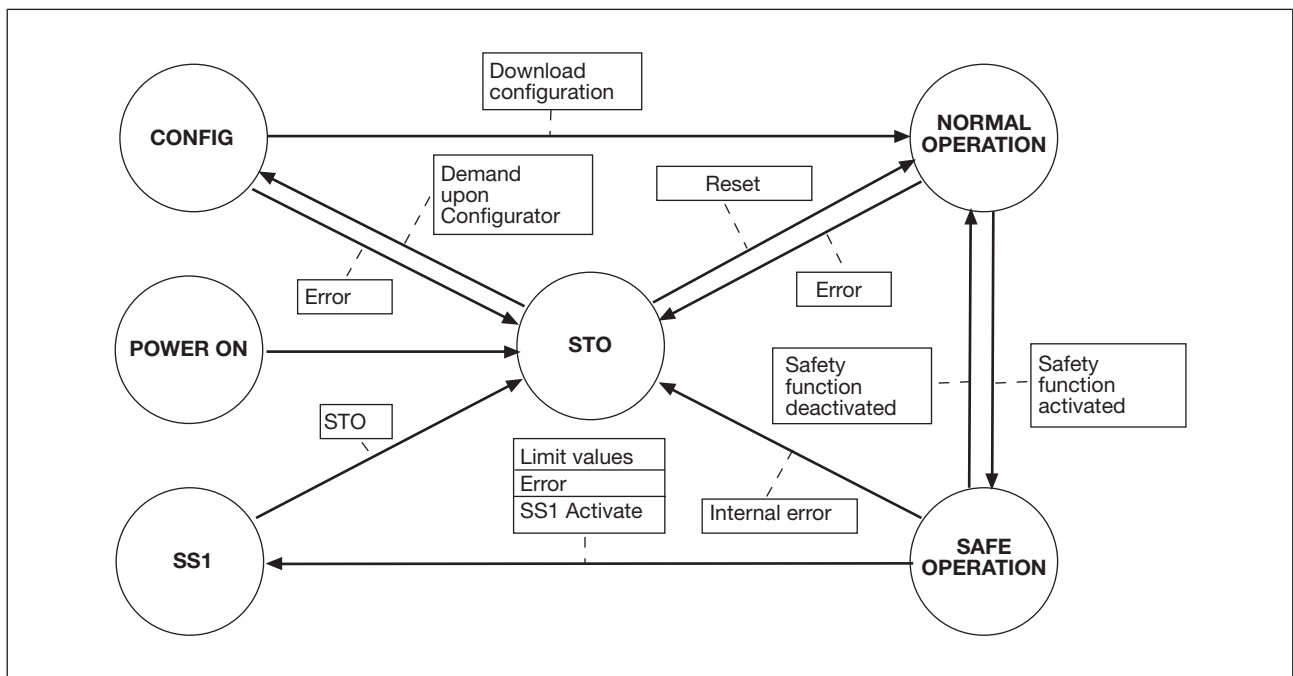 Download
configuration
CONFIG
NORMAL
OPERATION
Demand
upon
Configurator
Reset
Error
Error
POWER ON
STO
Safety
function
deactivated
Safety
function
activated
STO
Limit values
Error
SS1 Activate
Internal error
SS1
SAFE
OPERATION